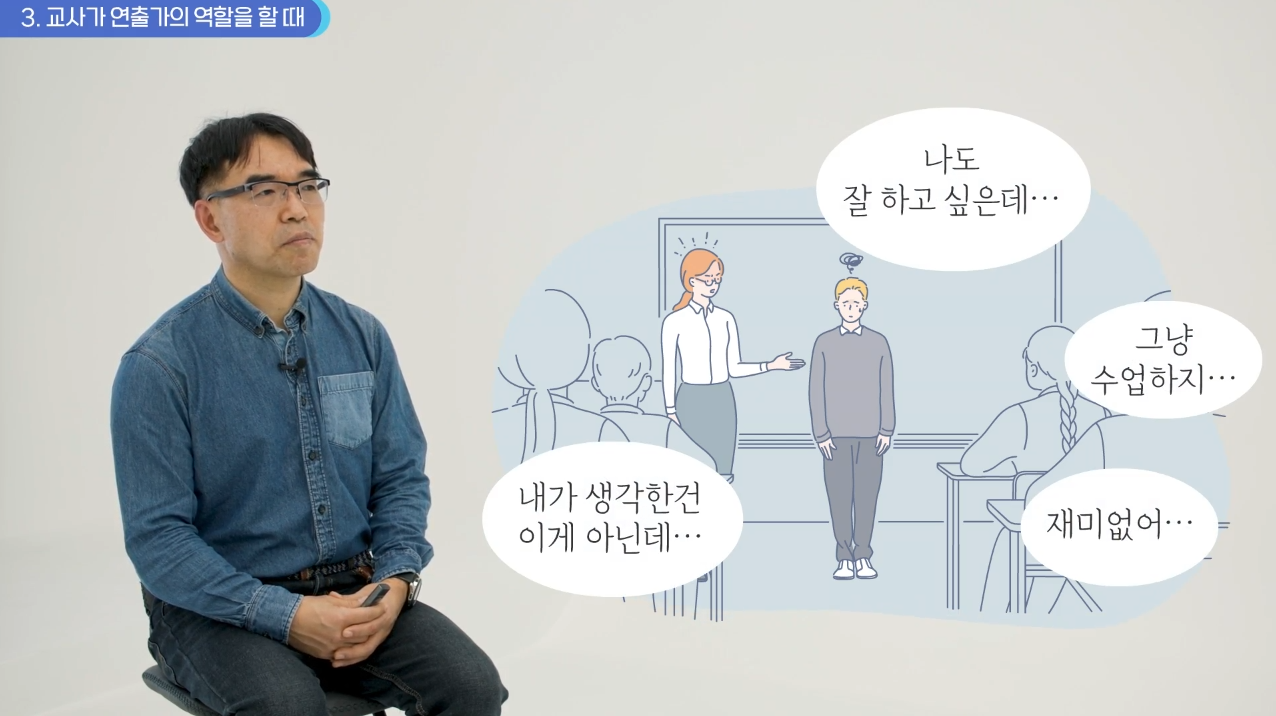 3. 교사가 연출가의 역할을 할 때
나도
잘 하고 싶은데…
그냥
수업하지…
내가 생각한건
이게 아닌데…
재미없어…